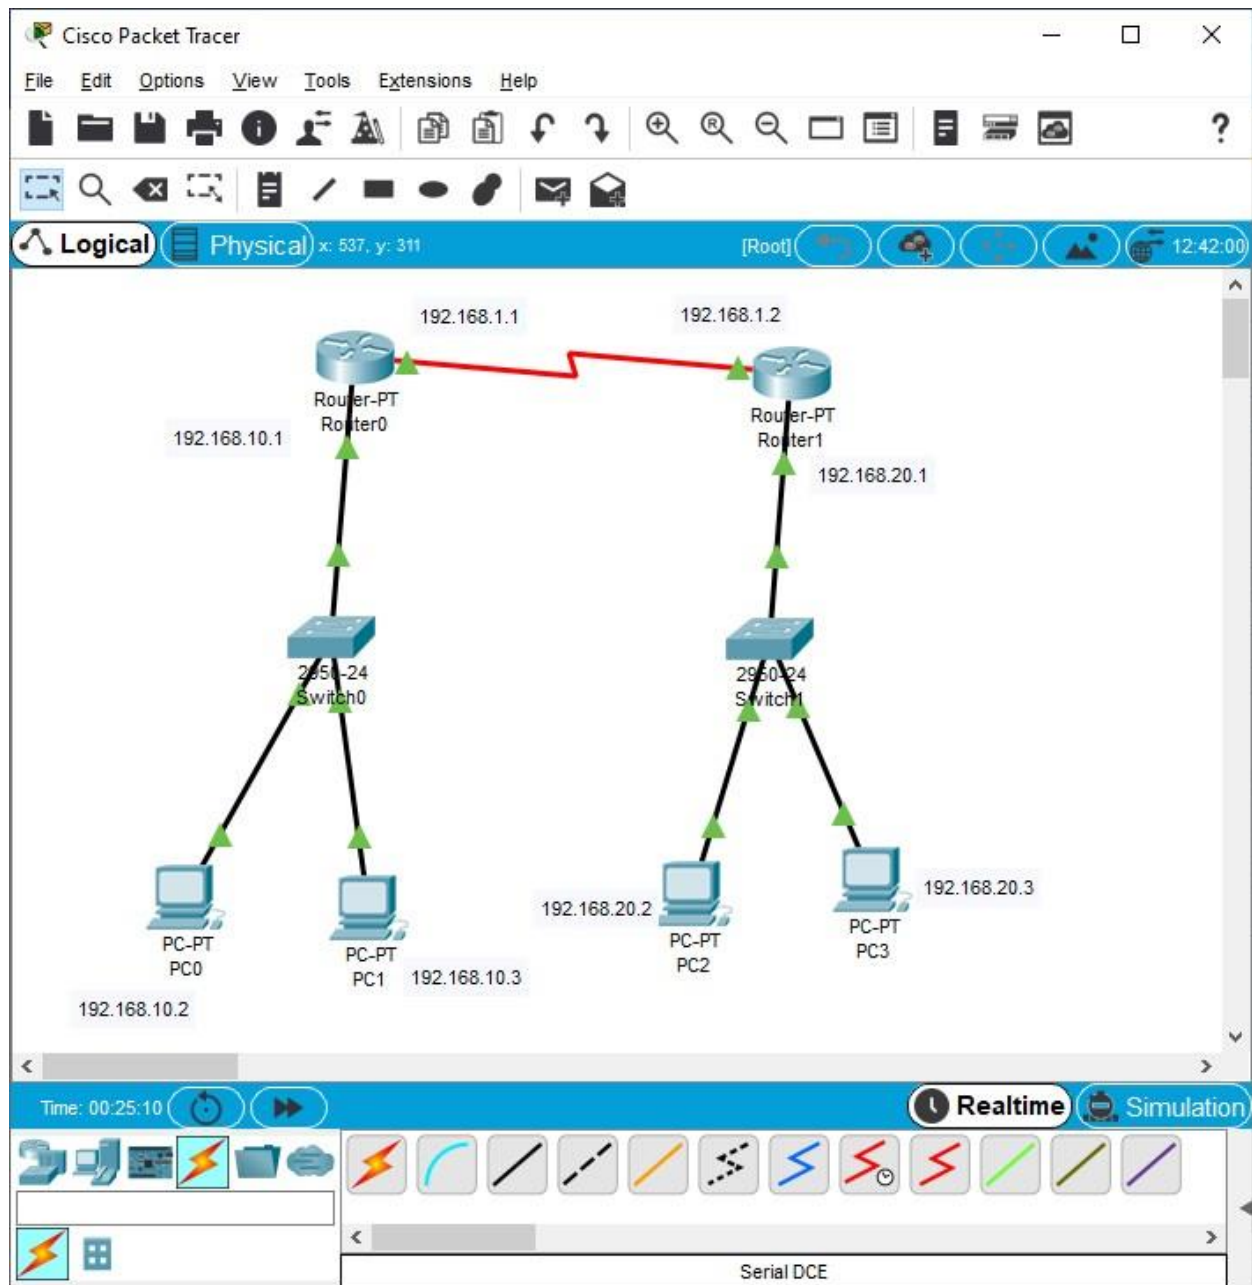 Cisco Packet Tracer
File Edit Options View Tools Extensions Help
Logical Physical x: 537, y: 311 [Root] 12:42:00
192.168.1.1
192.168.1.2
Router-PT
Router0
Router-PT
Router1
192.168.10.1
192.168.20.1
2950-24
Switch0
2950-24
Switch1
192.168.20.3
192.168.20.2
PC-PT
PC0
PC-PT
PC1
PC-PT
PC2
PC-PT
PC3
192.168.10.3
192.168.10.2
Time: 00:25:10 Realtime Simulation
Serial DCE